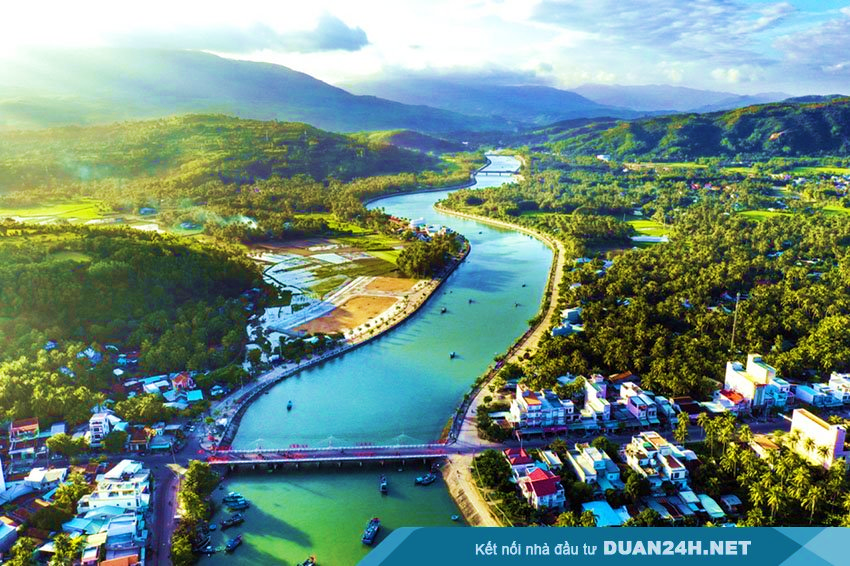 Kết nối nhà đầu tư DUAN24H.NET